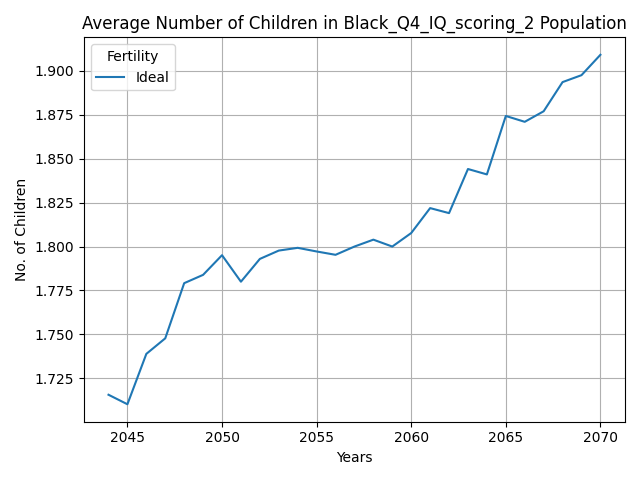 Average Number of Children in Black_Q4_IQ_scoring_2 Population
Fertility
Ideal
No. of Children
1.900
1.875
1.850
1.825
1.800
1.775
1.750
1.725
2045 2050 2055 2060 2065 2070
Years